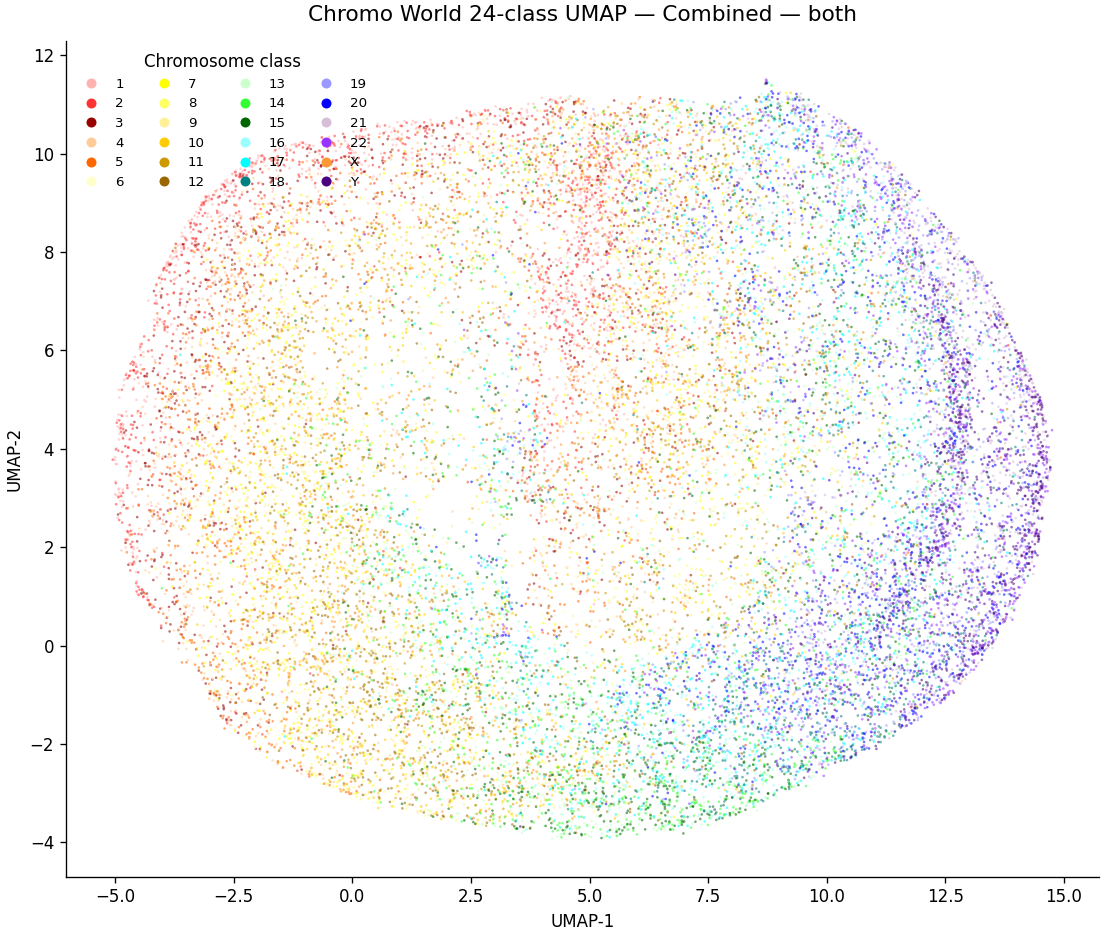 Chromo World 24-class UMAP — Combined — both
Chromosome class
1 7 13 19
2 8 14 20
3 9 15 21
4 10 16 22
5 11 17 X
6 12 18 Y
12
10
8
6
4
2
0
−2
−4
UMAP-2
−5.0 −2.5 0.0 2.5 5.0 7.5 10.0 12.5 15.0
UMAP-1